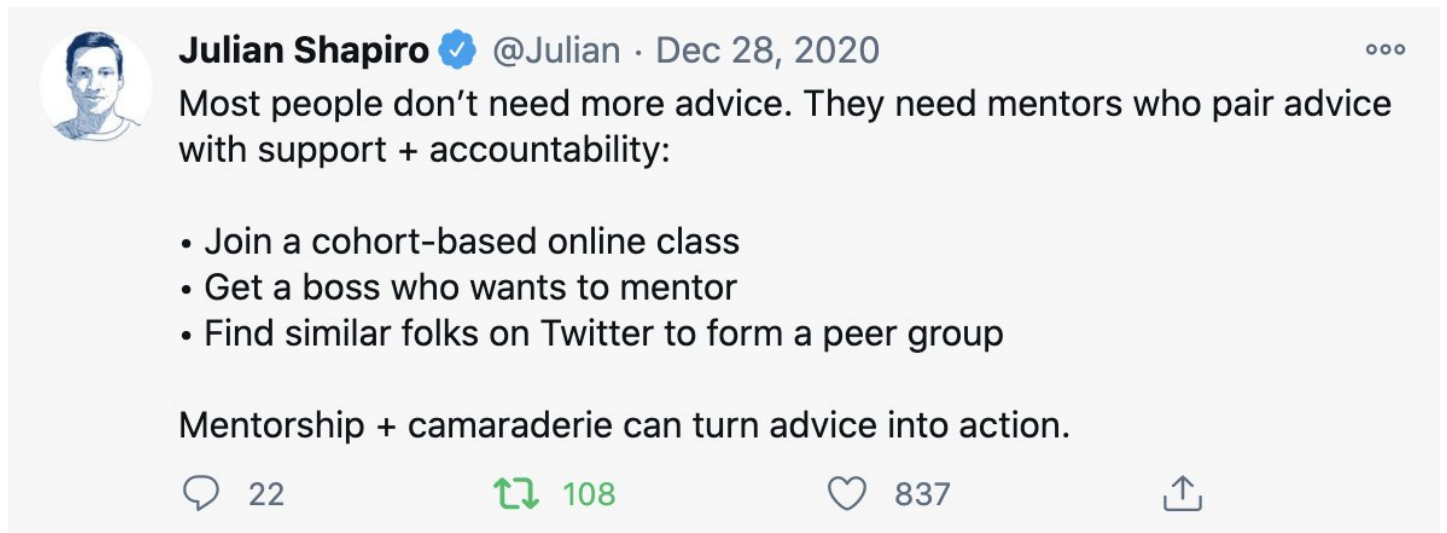 Julian Shapiro @Julian · Dec 28, 2020
Most people don’t need more advice. They need mentors who pair advice
with support + accountability:
• Join a cohort-based online class
• Get a boss who wants to mentor
• Find similar folks on Twitter to form a peer group
Mentorship + camaraderie can turn advice into action.
22 108 837